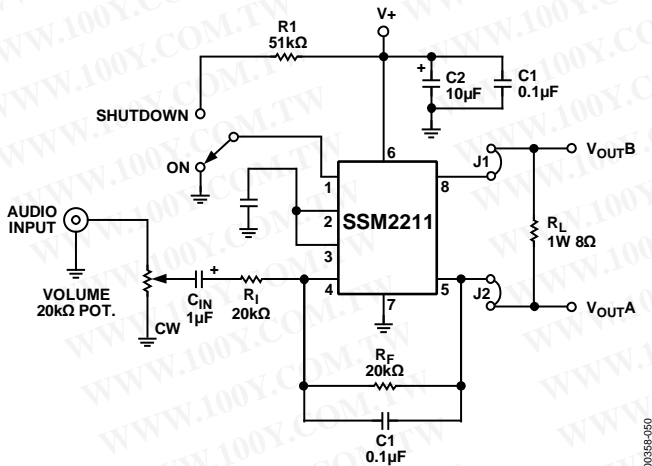 V+
R1
51kΩ
C2
10µF
C1
0.1µF
+
SHUTDOWN
ON
6
1
2
3
4
5
7
8
SSM2211
J1
J2
VOUTB
RL
1W 8Ω
VOUTA
AUDIO
INPUT
VOLUME
20kΩ POT.
CW
+
CIN
1µF
RI
20kΩ
RF
20kΩ
C1
0.1µF
00358-050
WWW.100Y.COM.TW